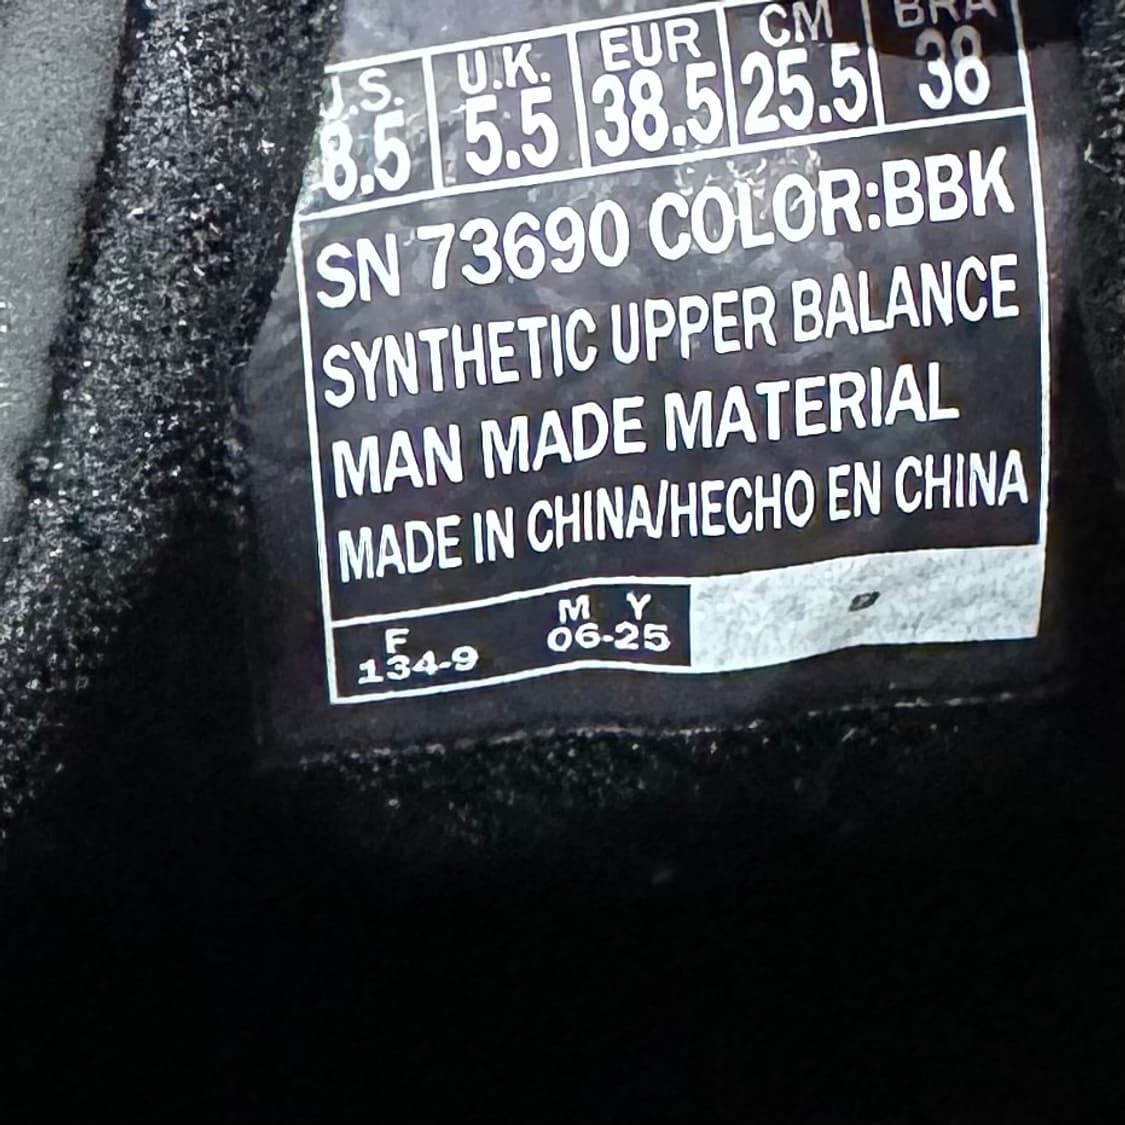 U.S. U.K. EUR CM BRA
8.5 5.5 38.5 25.5 38
SN 73690 COLOR:BBK
SYNTHETIC UPPER BALANCE
MAN MADE MATERIAL
MADE IN CHINA/HECHO EN CHINA
F M Y
134-9 06-25